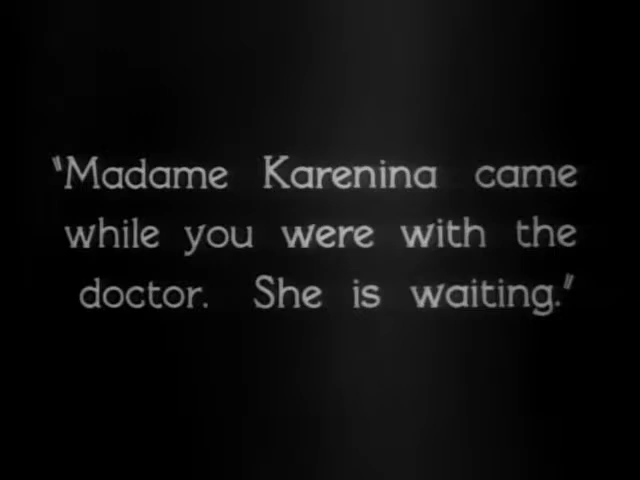 "Madame Karenina came
while you were with the
doctor. She is waiting."